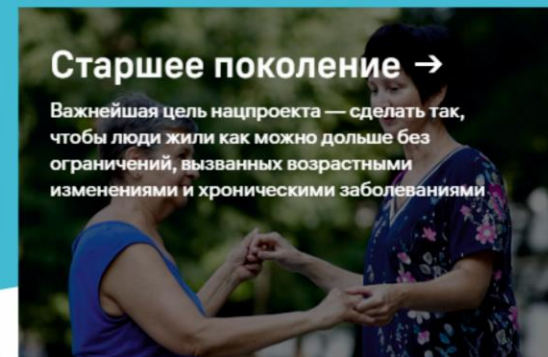 Старшее поколение →
Важнейшая цель нацпроекта — сделать так,
чтобы люди жили как можно дольше без
ограничений, вызванных возрастными
изменениями и хроническими заболеваниями